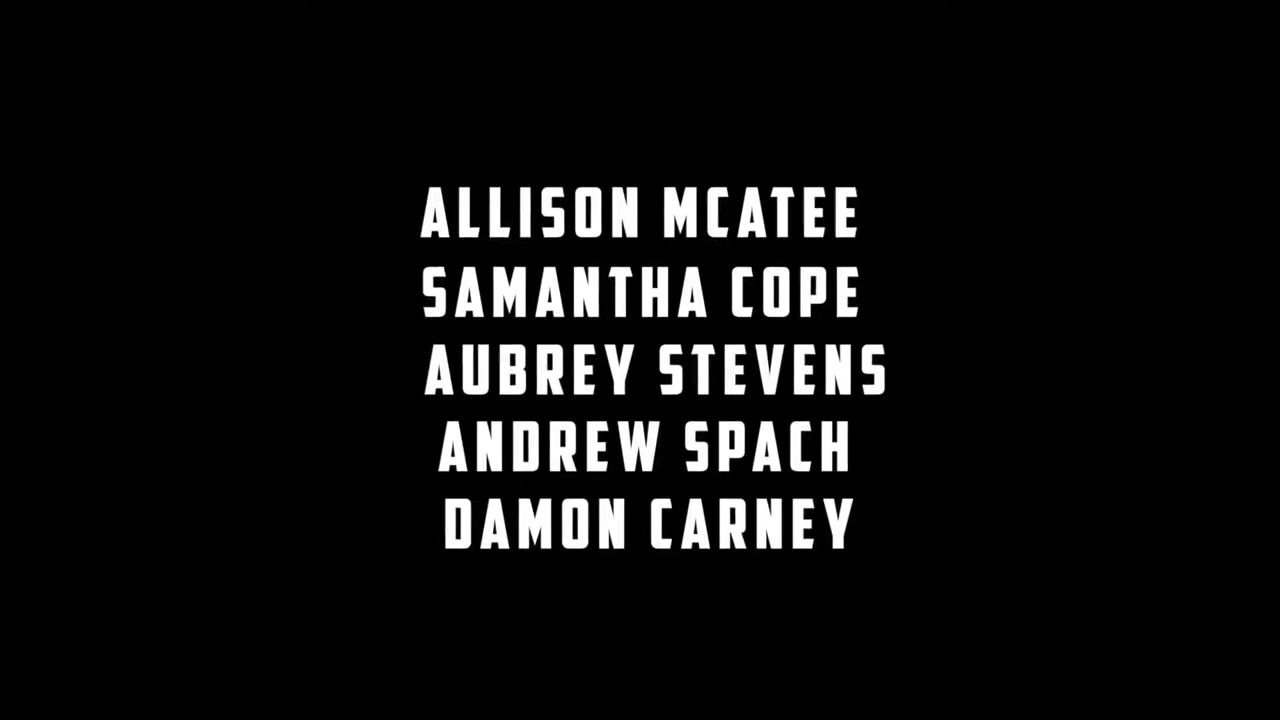 ALLISON MCATEE
SAMANTHA COPE
AUBREY STEVENS
ANDREW SPACH
DAMON CARNEY